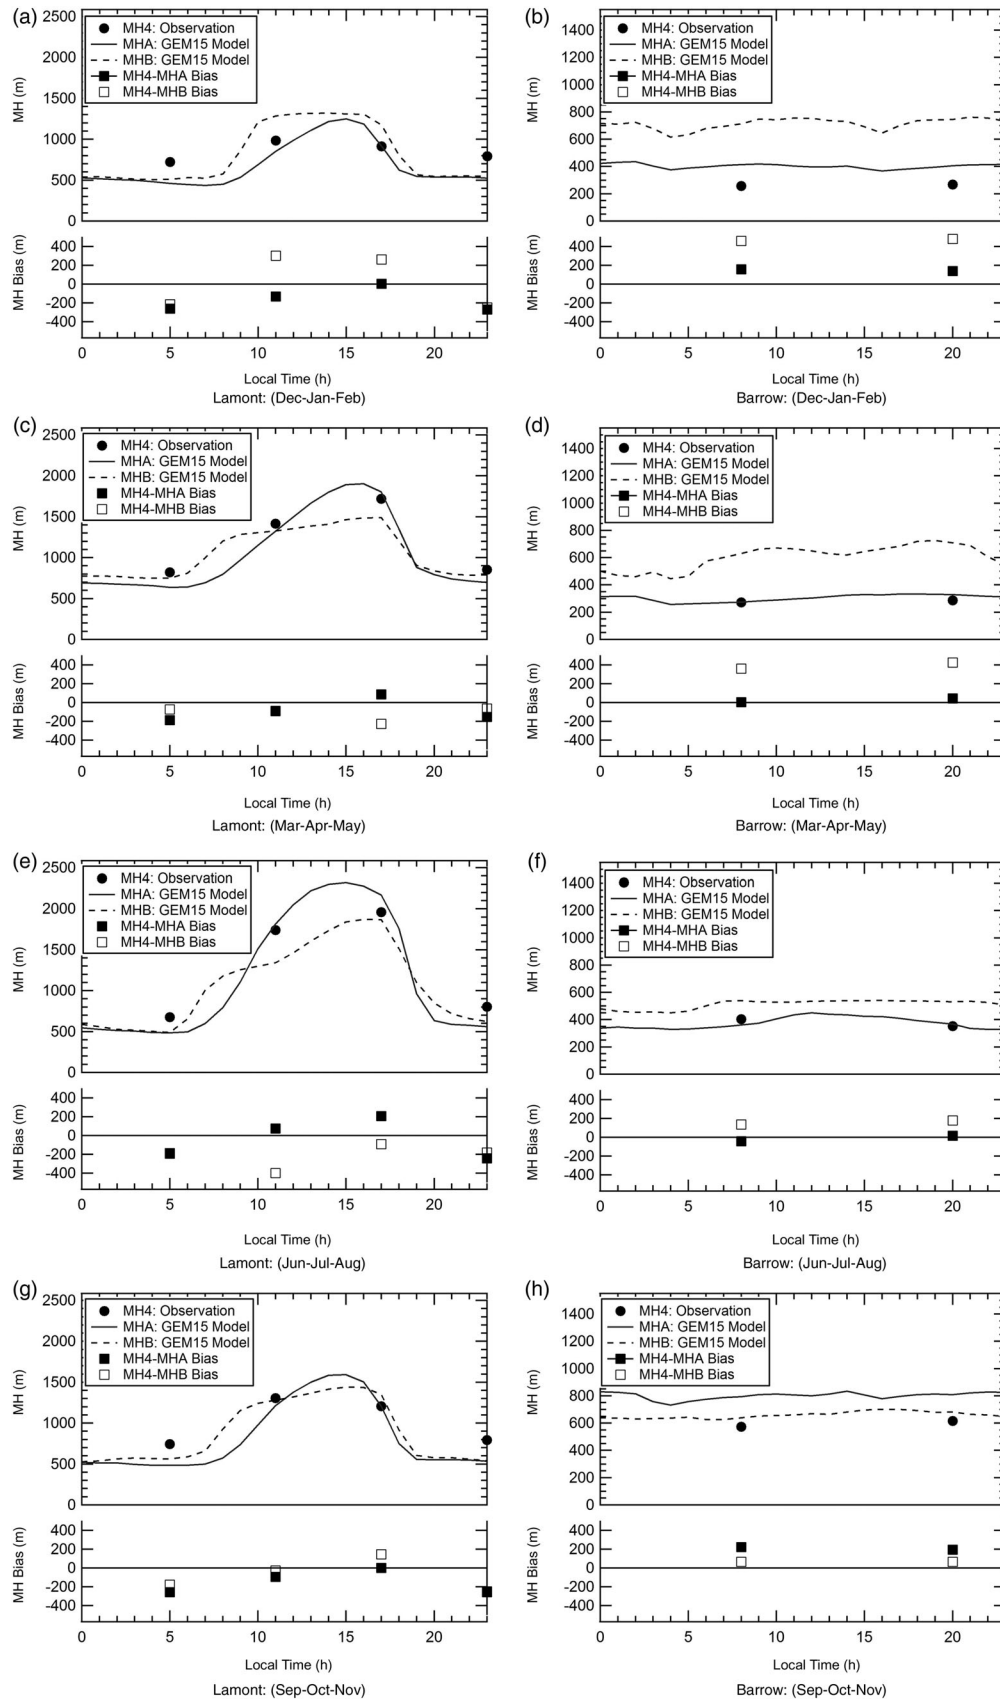 (a)
2500
1500
1000
500
0
MH (m)
MH4: Observation
MHA: GEM15 Model
MHB: GEM15 Model
MH4-MHA Bias
MH4-MHB Bias
400
200
0
-200
-400
MH Bias (m)
0 5 10 15 20
Local Time (h)
Lamont: (Dec-Jan-Feb)
(b)
1400
1200
1000
800
600
400
200
0
MH (m)
MH4: Observation
MHA: GEM15 Model
MHB: GEM15 Model
MH4-MHA Bias
MH4-MHB Bias
400
200
0
-200
-400
MH Bias (m)
0 5 10 15 20
Local Time (h)
Barrow: (Dec-Jan-Feb)
(c)
2500
2000
1500
1000
500
0
MH (m)
MH4: Observation
MHA: GEM15 Model
MHB: GEM15 Model
MH4-MHA Bias
MH4-MHB Bias
400
200
0
-200
-400
MH Bias (m)
0 5 10 15 20
Local Time (h)
Lamont: (Mar-Apr-May)
(d)
1400
1200
1000
800
600
400
200
0
MH (m)
MH4: Observation
MHA: GEM15 Model
MHB: GEM15 Model
MH4-MHA Bias
MH4-MHB Bias
400
200
0
-200
-400
MH Bias (m)
0 5 10 15 20
Local Time (h)
Barrow: (Mar-Apr-May)
(e)
2500
2000
1500
1000
500
0
MH (m)
MH4: Observation
MHA: GEM15 Model
MHB: GEM15 Model
MH4-MHA Bias
MH4-MHB Bias
400
200
0
-200
-400
MH Bias (m)
0 5 10 15 20
Local Time (h)
Lamont: (Jun-Jul-Aug)
(f)
1400
1200
1000
800
600
400
200
0
MH (m)
MH4: Observation
MHA: GEM15 Model
MHB: GEM15 Model
MH4-MHA Bias
MH4-MHB Bias
400
200
0
-200
-400
MH Bias (m)
0 5 10 15 20
Local Time (h)
Barrow: (Jun-Jul-Aug)
(g)
2500
2000
1500
1000
500
0
MH (m)
MH4: Observation
MHA: GEM15 Model
MHB: GEM15 Model
MH4-MHA Bias
MH4-MHB Bias
400
200
0
-200
-400
MH Bias (m)
0 5 10 15 20
Local Time (h)
Lamont: (Sep-Oct-Nov)
(h)
1400
1200
1000
800
600
400
200
0
MH (m)
MH4: Observation
MHA: GEM15 Model
MHB: GEM15 Model
MH4-MHA Bias
MH4-MHB Bias
400
200
0
-200
-400
MH Bias (m)
0 5 10 15 20
Local Time (h)
Barrow: (Sep-Oct-Nov)